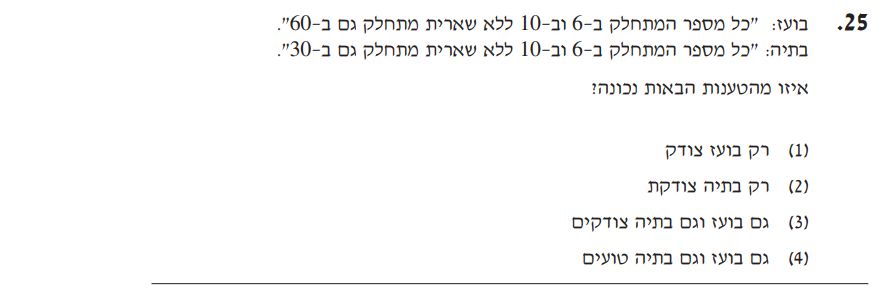 25. בועז: "כל מספר המתחלק ב-6 וב-10 ללא שארית מתחלק גם ב-60".
בתיה: "כל מספר המתחלק ב-6 וב-10 ללא שארית מתחלק גם ב-30".
איזו מהטענות הבאות נכונה?
(1) רק בועז צודק
(2) רק בתיה צודקת
(3) גם בועז וגם בתיה צודקים
(4) גם בועז וגם בתיה טועים